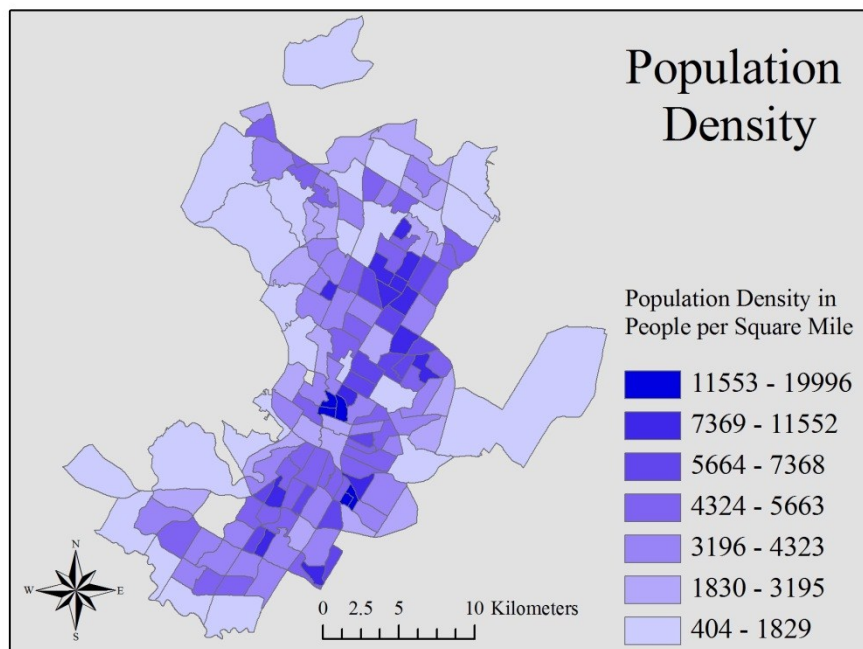 Population
Density
Population Density in
People per Square Mile
11553 - 19996
7369 - 11552
5664 - 7368
4324 - 5663
3196 - 4323
1830 - 3195
404 - 1829
N
W
E
S
0 2.5 5 10 Kilometers